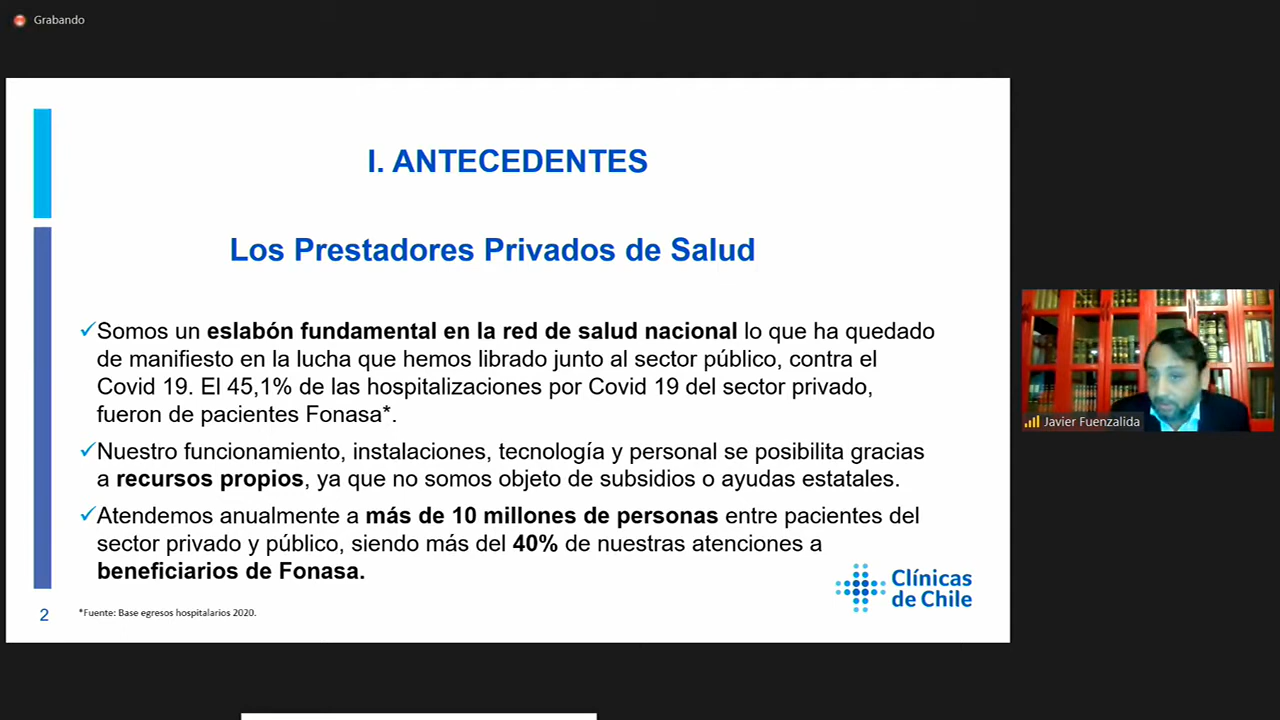 Grabando
I. ANTECEDENTES
Los Prestadores Privados de Salud
✓Somos un eslabón fundamental en la red de salud nacional lo que ha quedado
de manifiesto en la lucha que hemos librado junto al sector público, contra el
Covid 19. El 45,1% de las hospitalizaciones por Covid 19 del sector privado,
fueron de pacientes Fonasa*.
✓Nuestro funcionamiento, instalaciones, tecnología y personal se posibilita gracias
a recursos propios, ya que no somos objeto de subsidios o ayudas estatales.
✓Atendemos anualmente a más de 10 millones de personas entre pacientes del
sector privado y público, siendo más del 40% de nuestras atenciones a
beneficiarios de Fonasa.
Clínicas
de Chile
2
*Fuente: Base egresos hospitalarios 2020.
Javier Fuenzalida